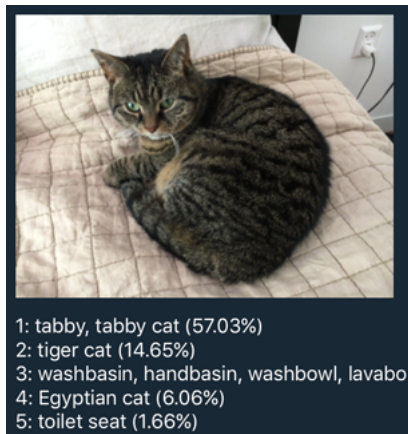 1: tabby, tabby cat (57.03%)
2: tiger cat (14.65%)
3: washbasin, handbasin, washbowl, lavabo
4: Egyptian cat (6.06%)
5: toilet seat (1.66%)